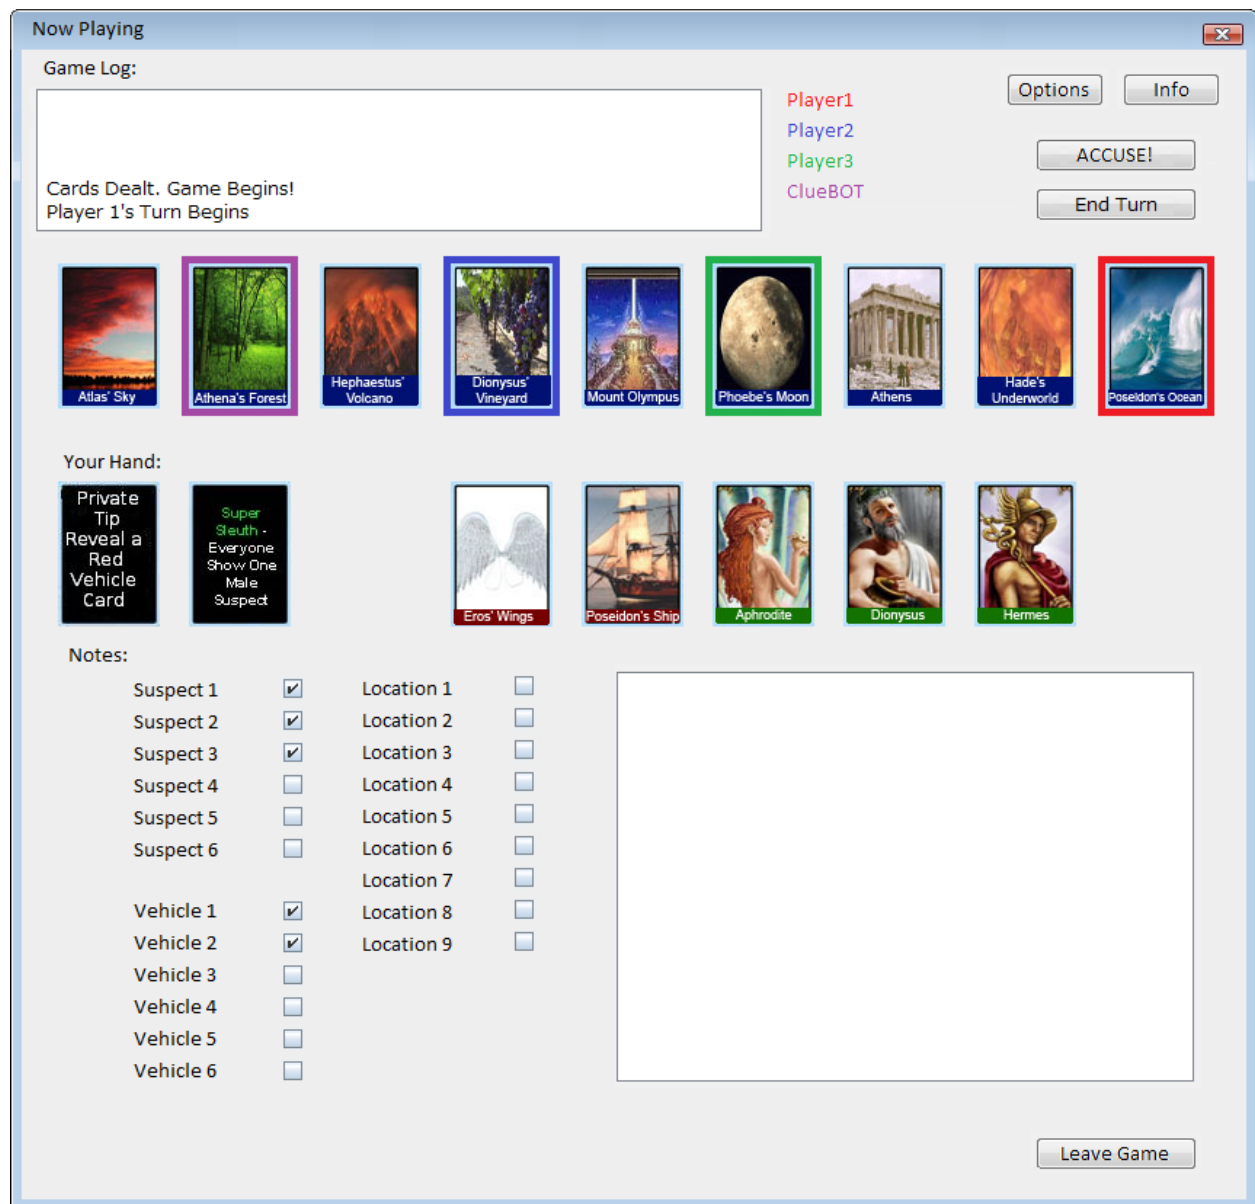 Now Playing
Game Log:
Cards Dealt. Game Begins!
Player 1's Turn Begins
Player1
Player2
Player3
ClueBOT
Options
Info
ACCUSE!
End Turn
Atlas' Sky
Athena's Forest
Hephaestus'
Volcano
Dionysus'
Vineyard
Mount Olympus
Phoebe's Moon
Athens
Hade's
Underworld
Poseidon's Ocean
Your Hand:
Private
Tip
Reveal a
Red
Vehicle
Card
Super
Sleuth -
Everyone
Show One
Male
Suspect
Eros' Wings
Poseidon's Ship
Aphrodite
Dionysus
Hermes
Notes:
Suspect 1
Suspect 2
Suspect 3
Suspect 4
Suspect 5
Suspect 6
Vehicle 1
Vehicle 2
Vehicle 3
Vehicle 4
Vehicle 5
Vehicle 6
Location 1
Location 2
Location 3
Location 4
Location 5
Location 6
Location 7
Location 8
Location 9
Leave Game